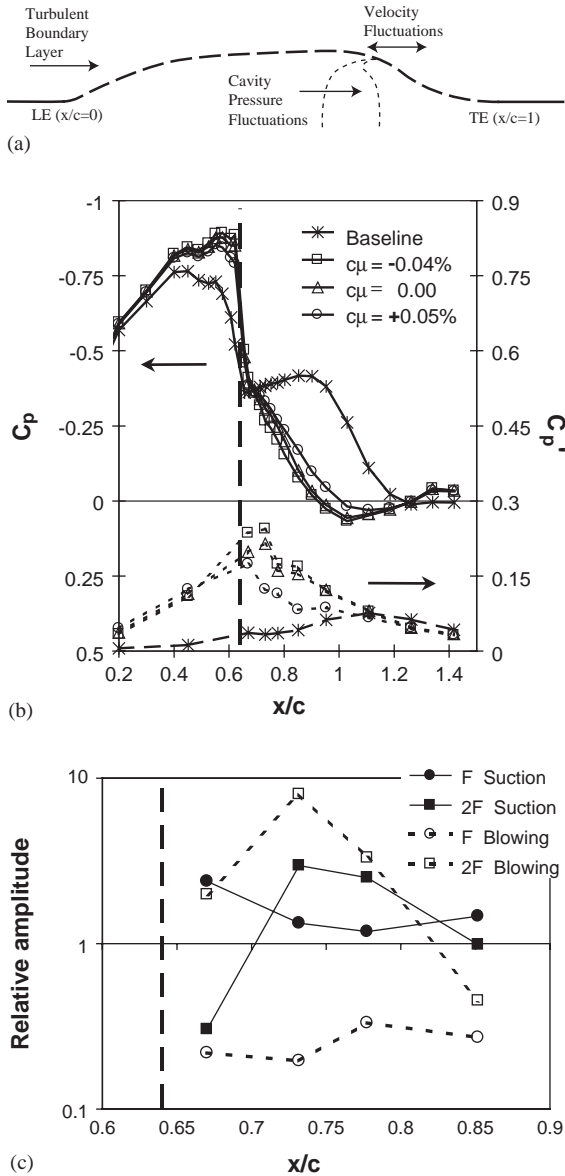 Turbulent
Boundary
Layer
Velocity
Fluctuations
Cavity
Pressure
Fluctuations
LE (x/c=0)
TE (x/c=1)
(a)
-1
-0.75
-0.5
-0.25
0
0.25
0.5
Cp
0.9
0.75
0.6
0.45
0.3
0.15
0
Cp'
Baseline
cμ = -0.04%
cμ = 0.00
cμ = +0.05%
0.2 0.4 0.6 0.8 1 1.2 1.4
x/c
(b)
10
1
0.1
Relative amplitude
F Suction
2F Suction
F Blowing
2F Blowing
0.6 0.65 0.7 0.75 0.8 0.85 0.9
x/c
(c)